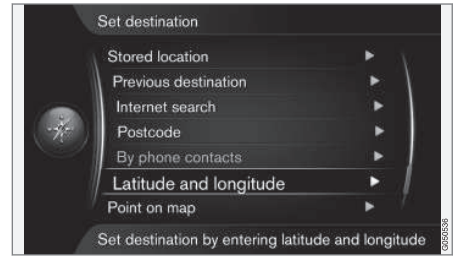 Set destination
Stored location
Previous destination
Internet search
Postcode
By phone contacts
Latitude and longitude
Point on map
Set destination by entering latitude and longitude
G050536